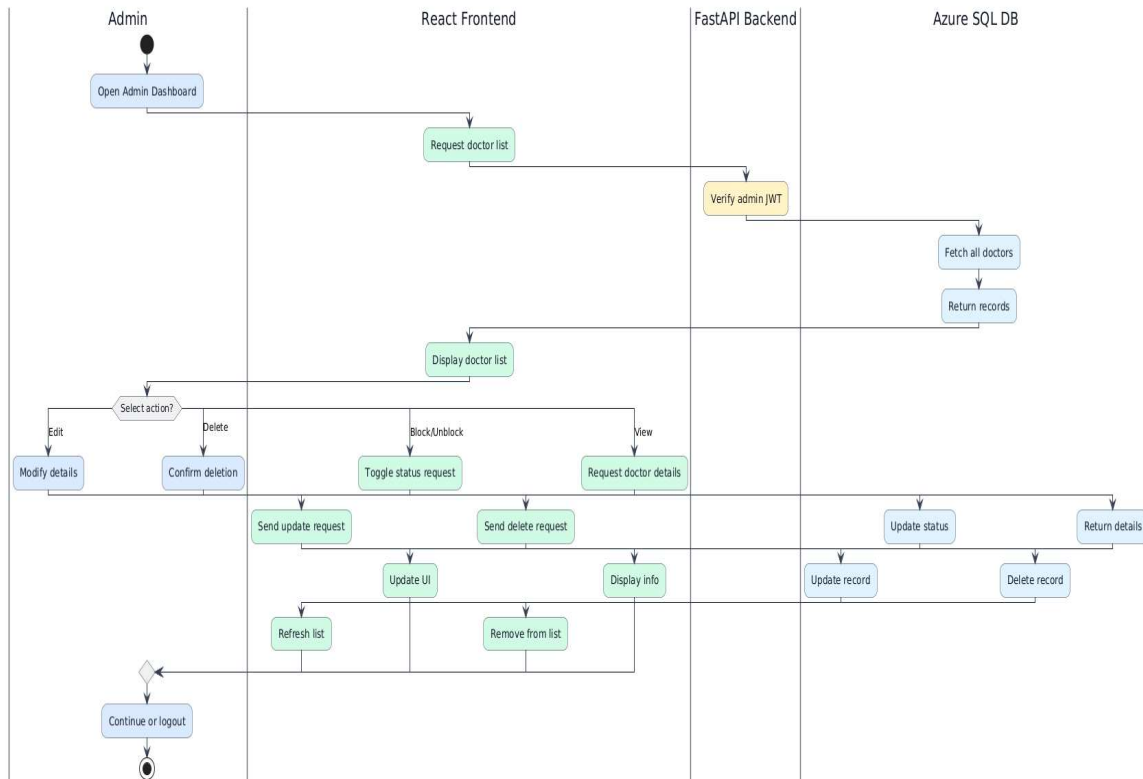 Admin
React Frontend
FastAPI Backend
Azure SQL DB
Open Admin Dashboard
Request doctor list
Verify admin JWT
Fetch all doctors
Return records
Display doctor list
Select action?
Edit
Delete
Block/Unblock
View
Modify details
Confirm deletion
Toggle status request
Request doctor details
Send update request
Send delete request
Update status
Return details
Update UI
Display info
Update record
Delete record
Refresh list
Remove from list
Continue or logout